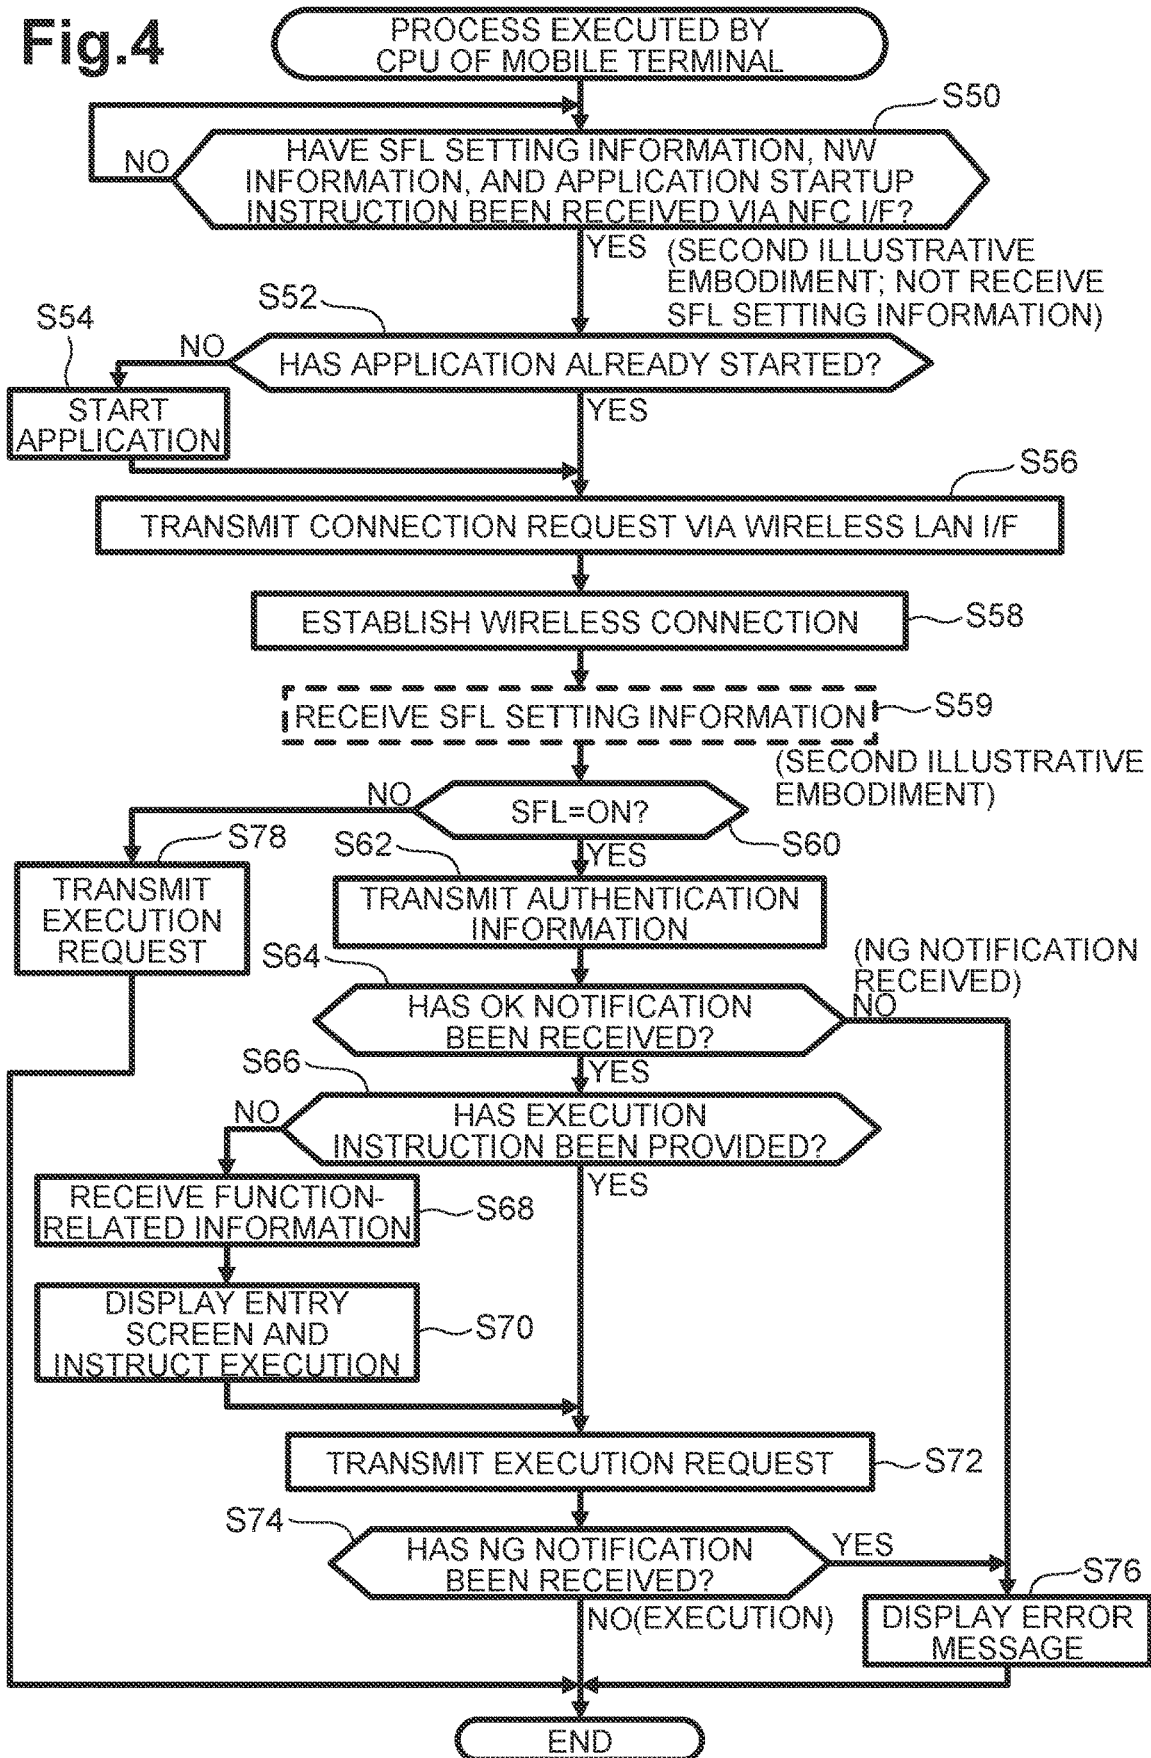 Fig.4
PROCESS EXECUTED BY
CPU OF MOBILE TERMINAL
S50
NO
HAVE SFL SETTING INFORMATION, NW
INFORMATION, AND APPLICATION STARTUP
INSTRUCTION BEEN RECEIVED VIA NFC I/F?
YES
(SECOND ILLUSTRATIVE
EMBODIMENT; NOT RECEIVE
SFL SETTING INFORMATION)
S52
S54
NO
HAS APPLICATION ALREADY STARTED?
YES
START
APPLICATION
S56
TRANSMIT CONNECTION REQUEST VIA WIRELESS LAN I/F
ESTABLISH WIRELESS CONNECTION
S58
RECEIVE SFL SETTING INFORMATION
S59
(SECOND ILLUSTRATIVE
EMBODIMENT)
NO
SFL=ON?
S60
YES
S78
TRANSMIT
EXECUTION
REQUEST
S62
TRANSMIT AUTHENTICATION
INFORMATION
S64
(NG NOTIFICATION
RECEIVED)
NO
HAS OK NOTIFICATION
BEEN RECEIVED?
YES
S66
NO
HAS EXECUTION
INSTRUCTION BEEN PROVIDED?
YES
RECEIVE FUNCTION-
RELATED INFORMATION
S68
DISPLAY ENTRY
SCREEN AND
INSTRUCT EXECUTION
S70
TRANSMIT EXECUTION REQUEST
S72
S74
HAS NG NOTIFICATION
BEEN RECEIVED?
YES
NO(EXECUTION)
S76
DISPLAY ERROR
MESSAGE
END